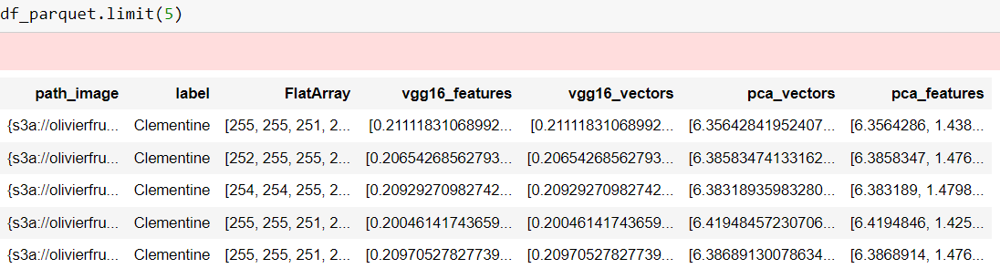 df_parquet.limit(5)
path_image label FlatArray vgg16_features vgg16_vectors pca_vectors pca_features
{s3a://olivierfru... Clementine [255, 255, 251, 2... [0.21111831068992... [0.21111831068992... [6.35642841952407... [6.3564286, 1.438...
{s3a://olivierfru... Clementine [252, 255, 255, 2... [0.20654268562793... [0.20654268562793... [6.38583474133162... [6.3858347, 1.476...
{s3a://olivierfru... Clementine [254, 254, 255, 2... [0.20929270982742... [0.20929270982742... [6.38318935983280... [6.383189, 1.4798...
{s3a://olivierfru... Clementine [255, 255, 251, 2... [0.20046141743659... [0.20046141743659... [6.41948457230706... [6.4194846, 1.425...
{s3a://olivierfru... Clementine [255, 255, 251, 2... [0.20970527827739... [0.20970527827739... [6.38689130078634... [6.3868914, 1.476...